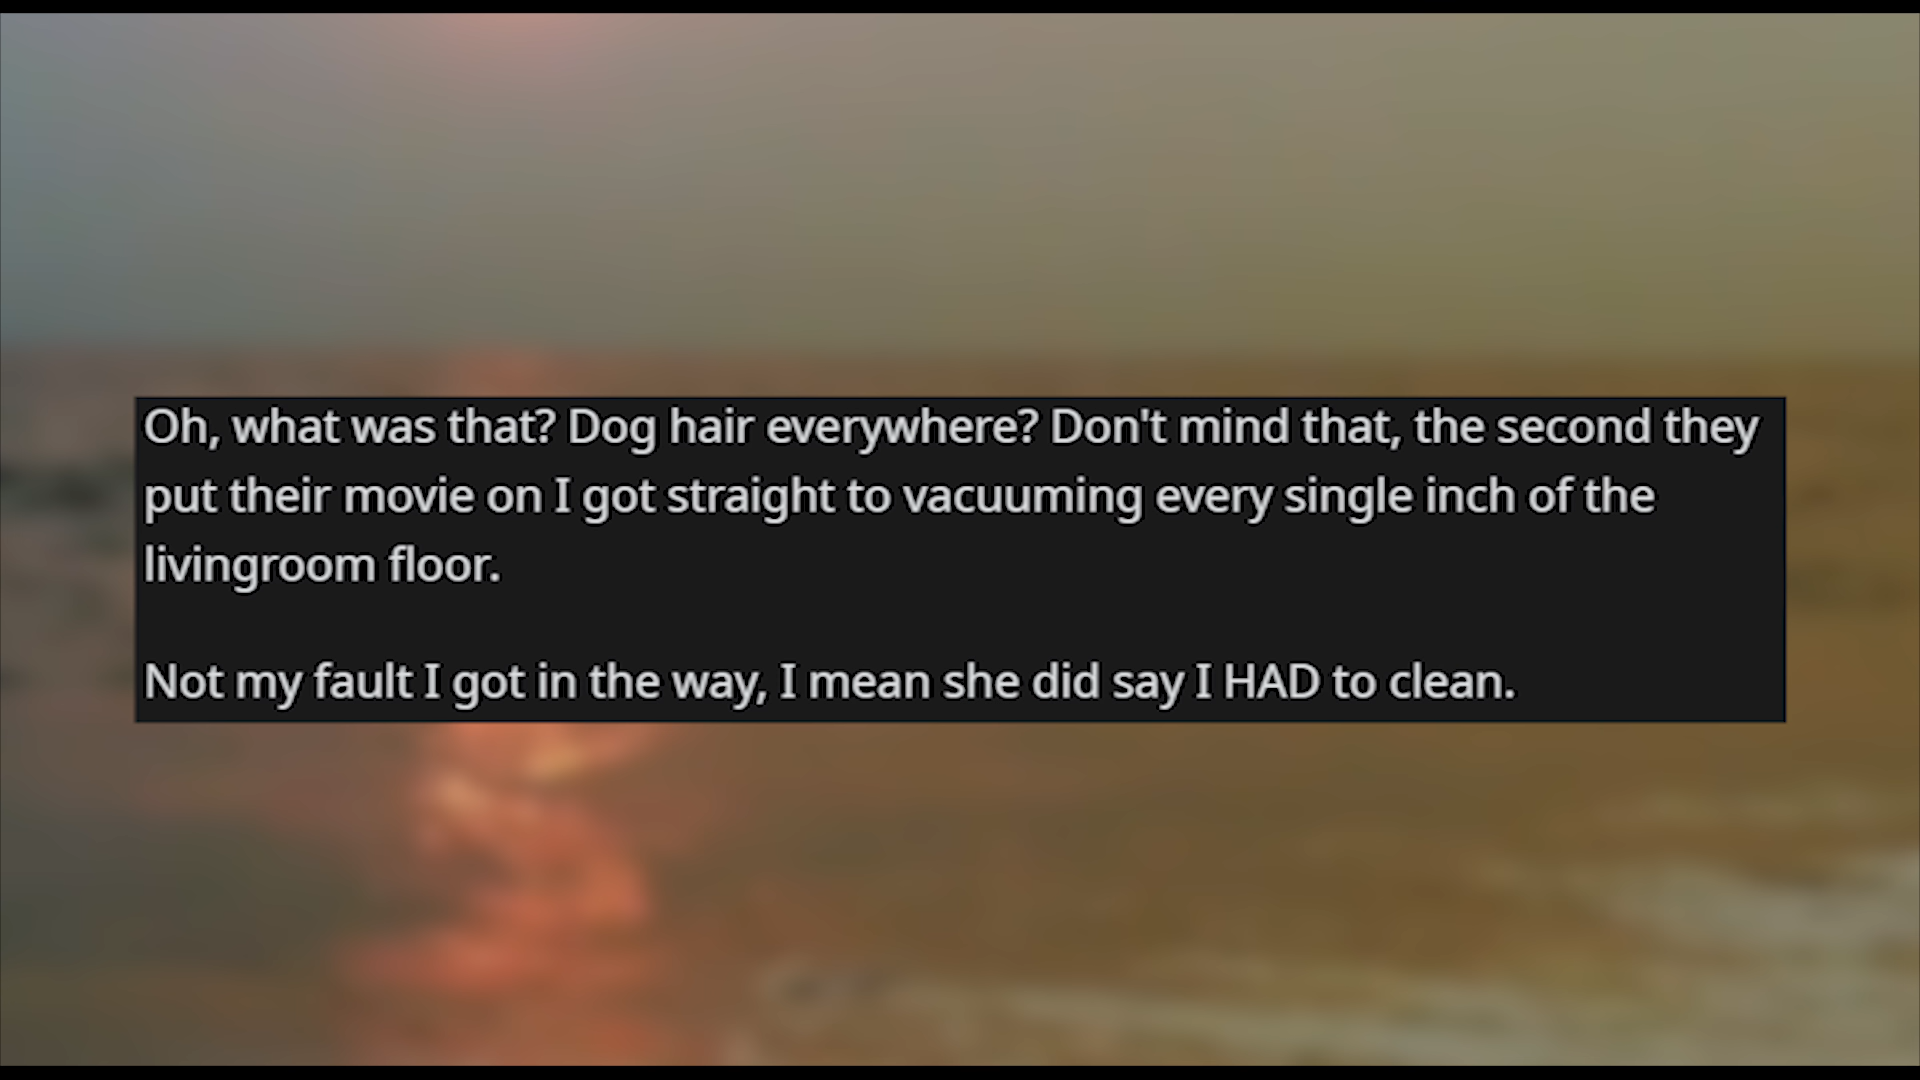 Oh, what was that? Dog hair everywhere? Don't mind that, the second they
put their movie on I got straight to vacuuming every single inch of the
livingroom floor.
Not my fault I got in the way, I mean she did say I HAD to clean.